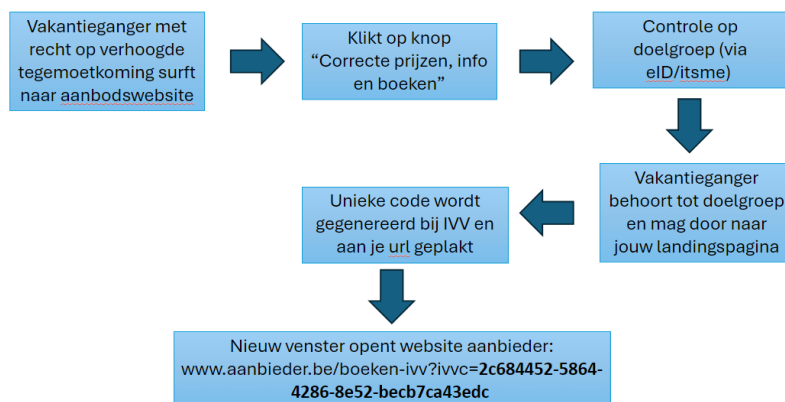 Vakantieganger met
recht op verhoogde
tegemoetkoming surft
naar aanbodswebsite
Klikt op knop
“Correcte prijzen, info
en boeken”
Controle op
doelgroep (via
eID/itsme)
Vakantieganger
behoort tot doelgroep
en mag door naar
jouw landingspagina
Unieke code wordt
gegenereerd bij IVV en
aan je url geplakt
Nieuw venster opent website aanbieder:
www.aanbieder.be/boeken-ivv?ivvc=2c684452-5864-
4286-8e52-becb7ca43edc